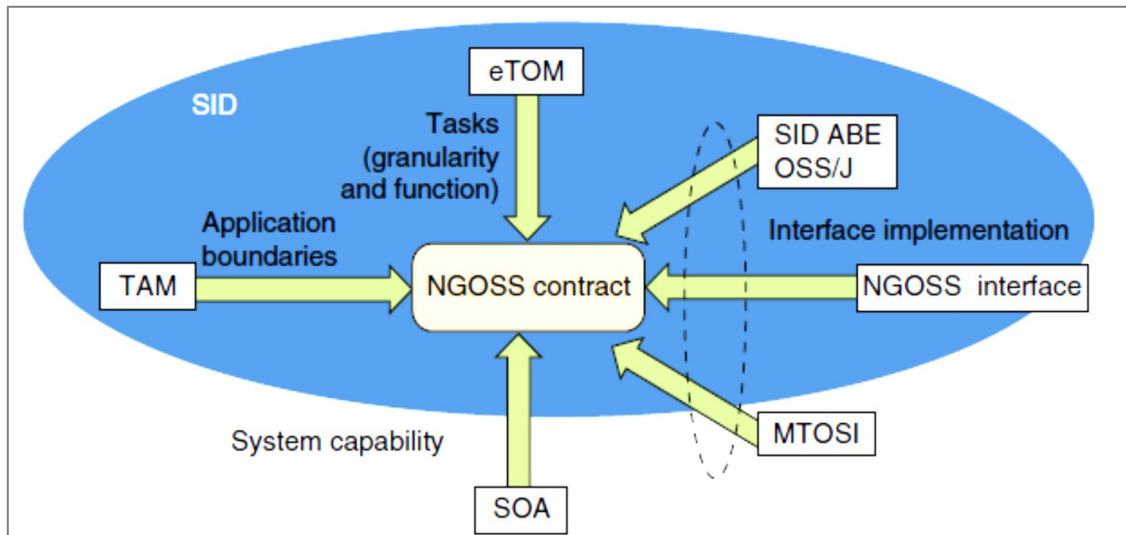 eTOM
SID
Tasks
(granularity
and function)
SID ABE
OSS/J
Application
boundaries
Interface implementation
TAM
NGOSS contract
NGOSS interface
System capability
MTOSI
SOA